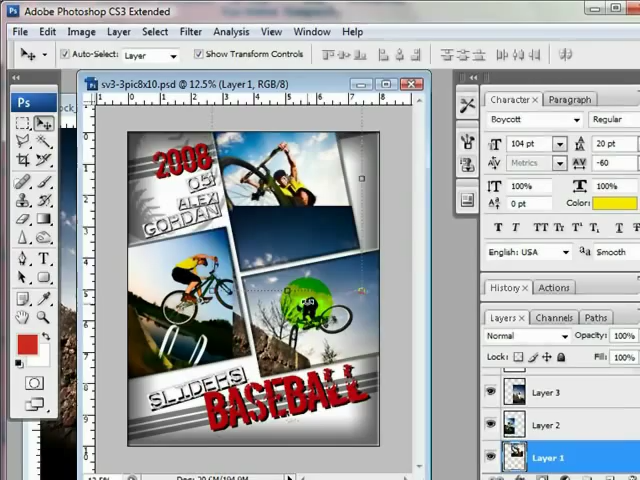 Adobe Photoshop CS3 Extended
File Edit Image Layer Select Filter Analysis View Window Help
Auto-Select: Layer Show Transform Controls
sv3-3pic8x10.psd @ 12.5% (Layer 1, RGB/8)
Ps
2008
05
ALEX
GORDAN
SLIDERS
BASEBALL
Character Paragraph
Boycott Regular
104 pt 20 pt
Metrics -60
100% 100%
0 pt Color:
English: USA Smooth
History Actions
Layers Channels Paths
Normal Opacity: 100%
Lock: Fill: 100%
Layer 3
Layer 2
Layer 1